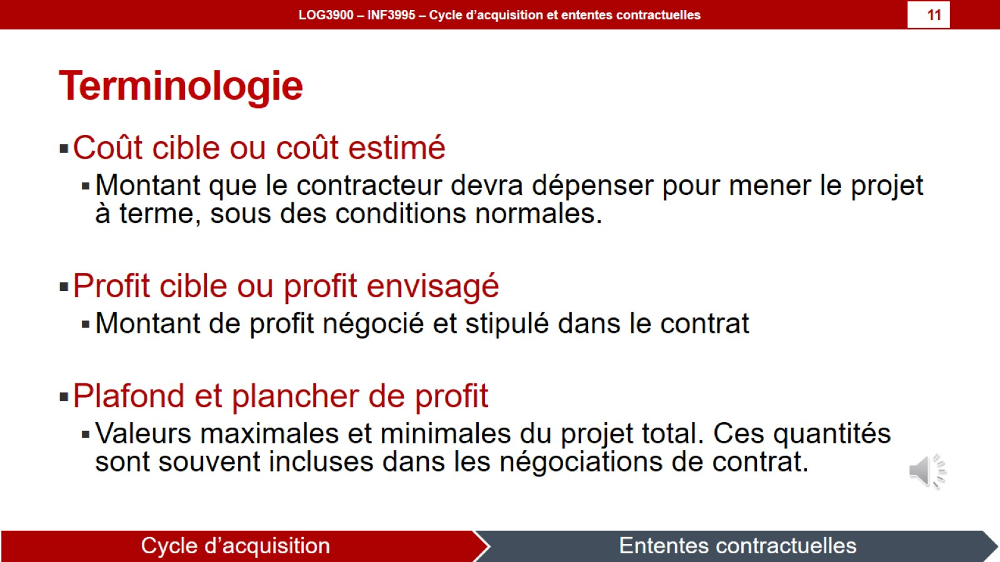 LOG3900 – INF3995 – Cycle d’acquisition et ententes contractuelles
11
Terminologie
▪Coût cible ou coût estimé
▪Montant que le contracteur devra dépenser pour mener le projet
à terme, sous des conditions normales.
▪Profit cible ou profit envisagé
▪Montant de profit négocié et stipulé dans le contrat
▪Plafond et plancher de profit
▪Valeurs maximales et minimales du projet total. Ces quantités
sont souvent incluses dans les négociations de contrat.
Cycle d’acquisition
Ententes contractuelles